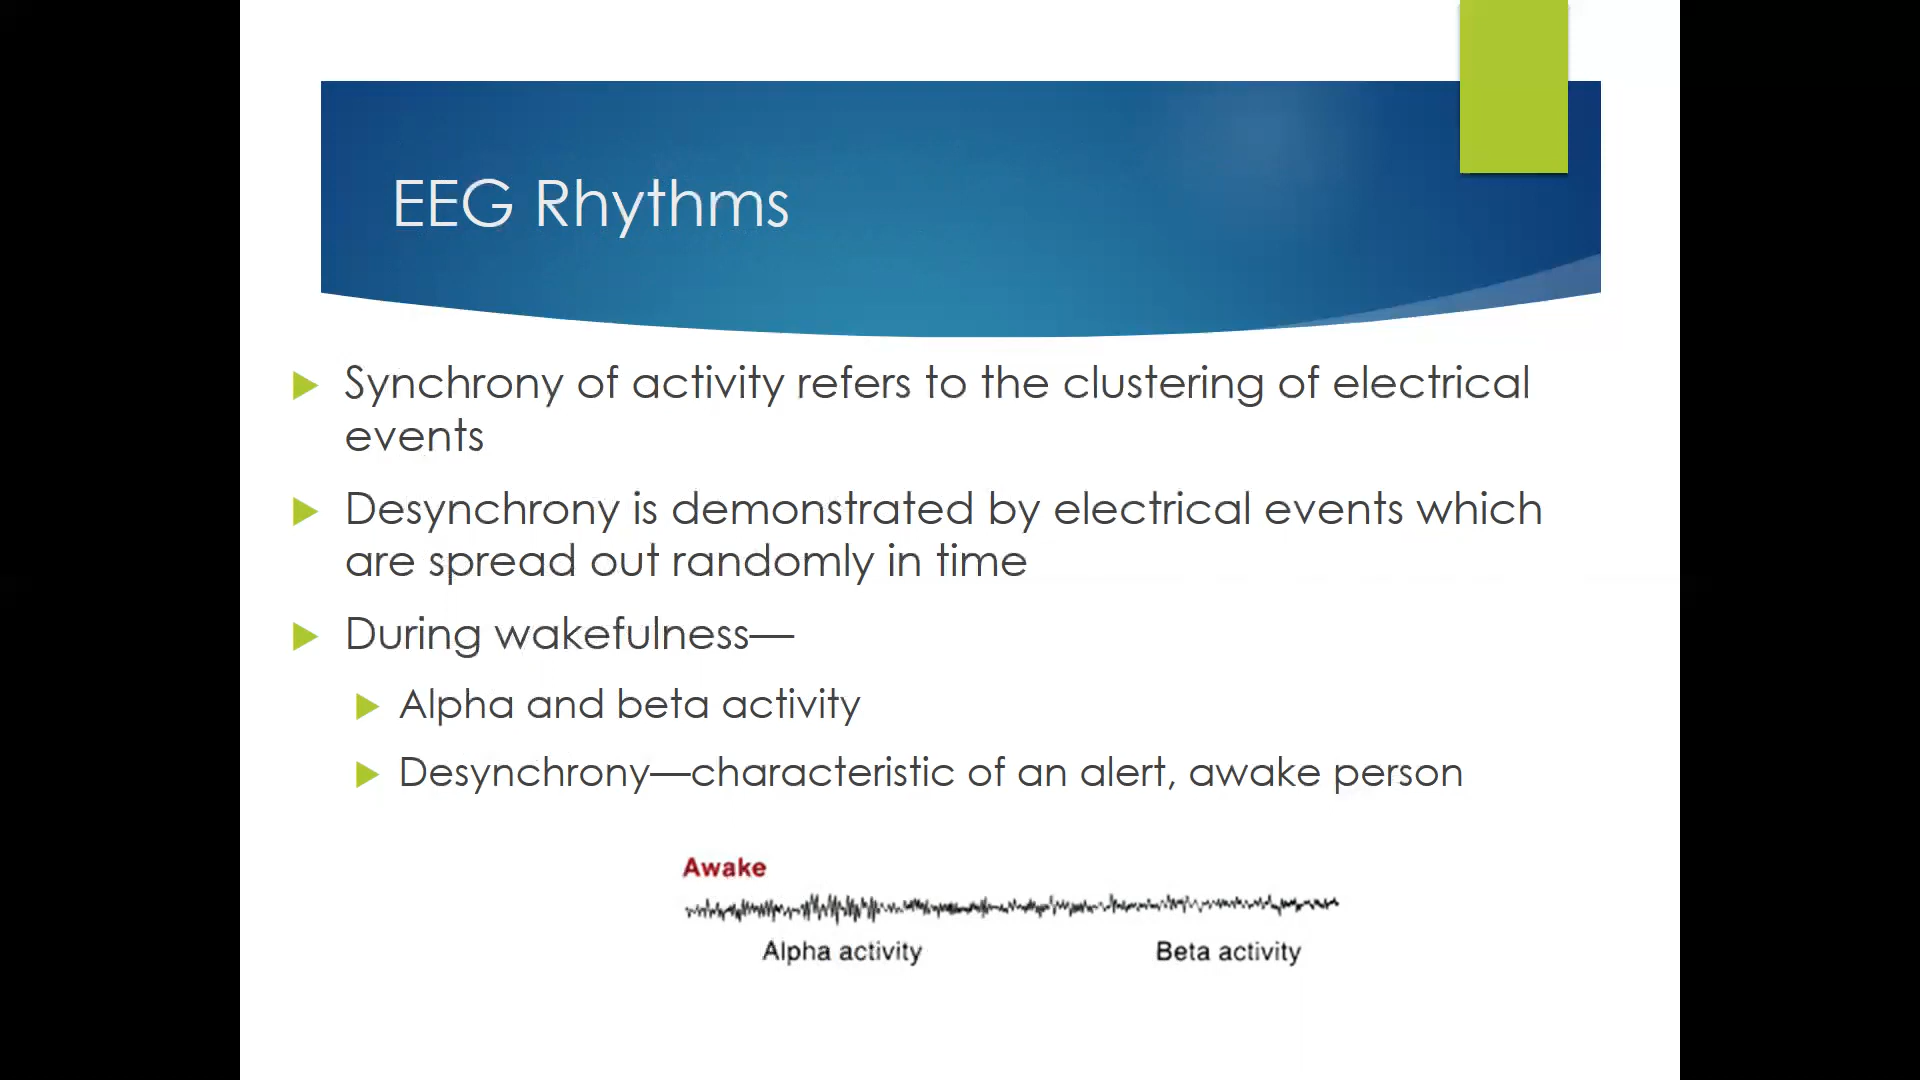 EEG Rhythms
Synchrony of activity refers to the clustering of electrical
events
Desynchrony is demonstrated by electrical events which
are spread out randomly in time
During wakefulness—
Alpha and beta activity
Desynchrony—characteristic of an alert, awake person
Awake
Alpha activity Beta activity